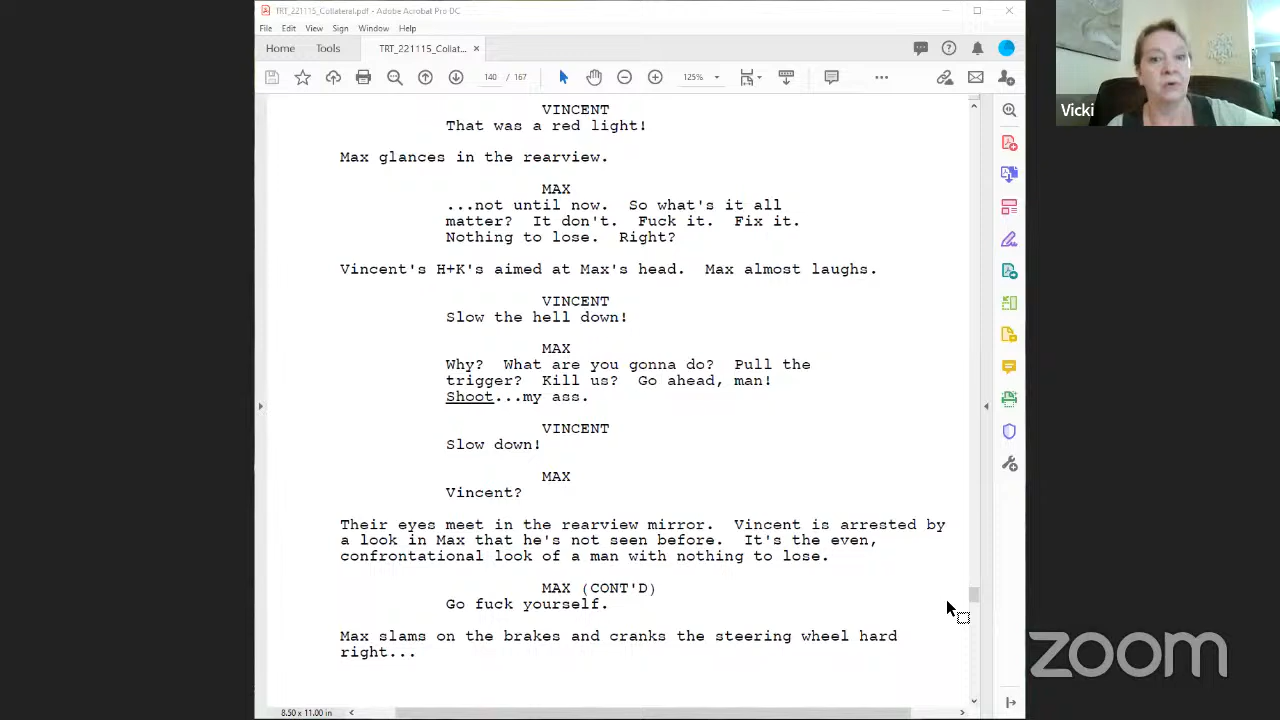 TRT_221115_Collateral.pdf - Adobe Acrobat Pro DC
File Edit View Sign Window Help
Home Tools TRT_221115_Collat... ×
140 / 167 125%
VINCENT
That was a red light!
Max glances in the rearview.
MAX
...not until now. So what's it all
matter? It don't. Fuck it. Fix it.
Nothing to lose. Right?
Vincent's H+K's aimed at Max's head. Max almost laughs.
VINCENT
Slow the hell down!
MAX
Why? What are you gonna do? Pull the
trigger? Kill us? Go ahead, man!
Shoot...my ass.
VINCENT
Slow down!
MAX
Vincent?
Their eyes meet in the rearview mirror. Vincent is arrested by
a look in Max that he's not seen before. It's the even,
confrontational look of a man with nothing to lose.
MAX (CONT'D)
Go fuck yourself.
Max slams on the brakes and cranks the steering wheel hard
right...
8.50 x 11.00 in
Vicki
zoom